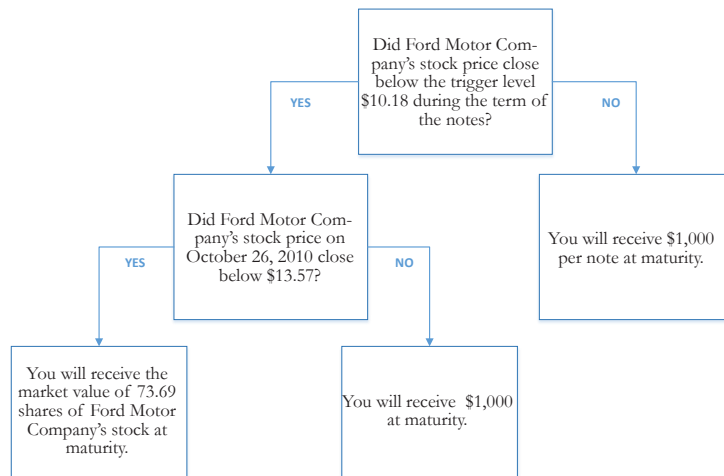 Did Ford Motor Com-
pany's stock price close
below the trigger level
$10.18 during the term of
the notes?
YES
NO
Did Ford Motor Com-
pany's stock price on
October 26, 2010 close
below $13.57?
You will receive $1,000
per note at maturity.
YES
NO
You will receive the
market value of 73.69
shares of Ford Motor
Company's stock at
maturity.
You will receive $1,000
at maturity.